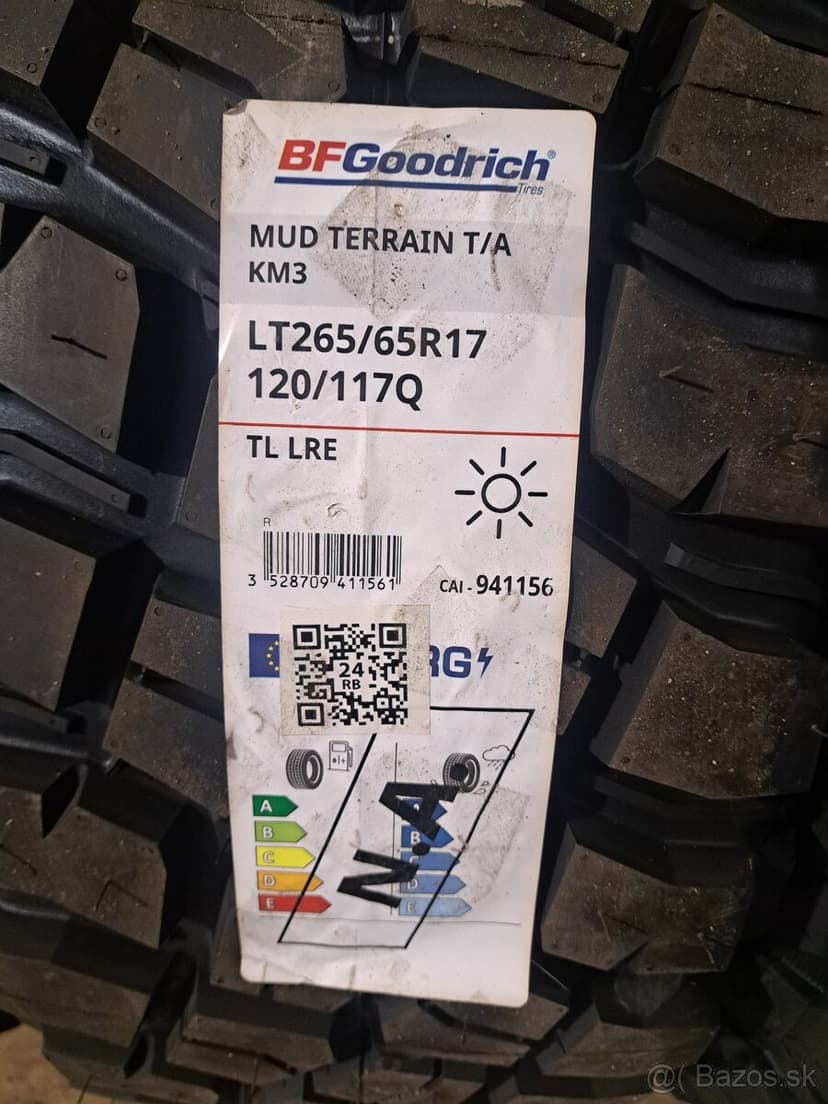 BFGoodrich®
Tires
MUD TERRAIN T/A
KM3
LT265/65R17
120/117Q
TL LRE
R
3 528709 411561
CAI - 941156
RG
24
RB
N.A
A
B
C
D
E
A
B
C
D
E
@( Bazos.sk